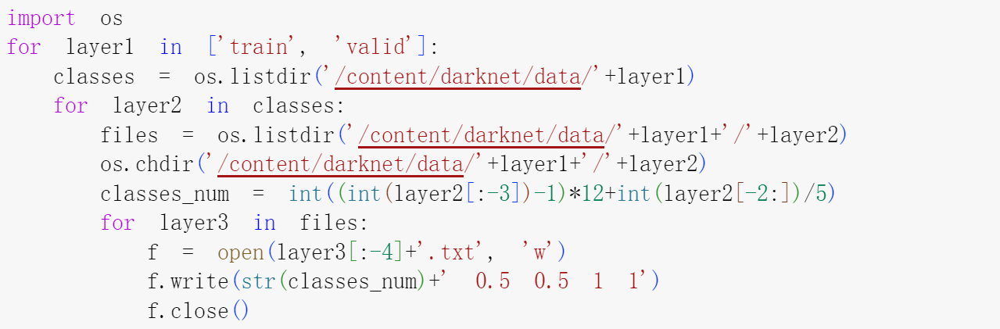 import os
for layer1 in ['train', 'valid']:
    classes = os.listdir('/content/darknet/data/'+layer1)
    for layer2 in classes:
        files = os.listdir('/content/darknet/data/'+layer1+'/'+layer2)
        os.chdir('/content/darknet/data/'+layer1+'/'+layer2)
        classes_num = int((int(layer2[:-3])-1)*12+int(layer2[-2:])/5)
        for layer3 in files:
            f = open(layer3[:-4]+'.txt', 'w')
            f.write(str(classes_num)+' 0.5 0.5 1 1')
            f.close()